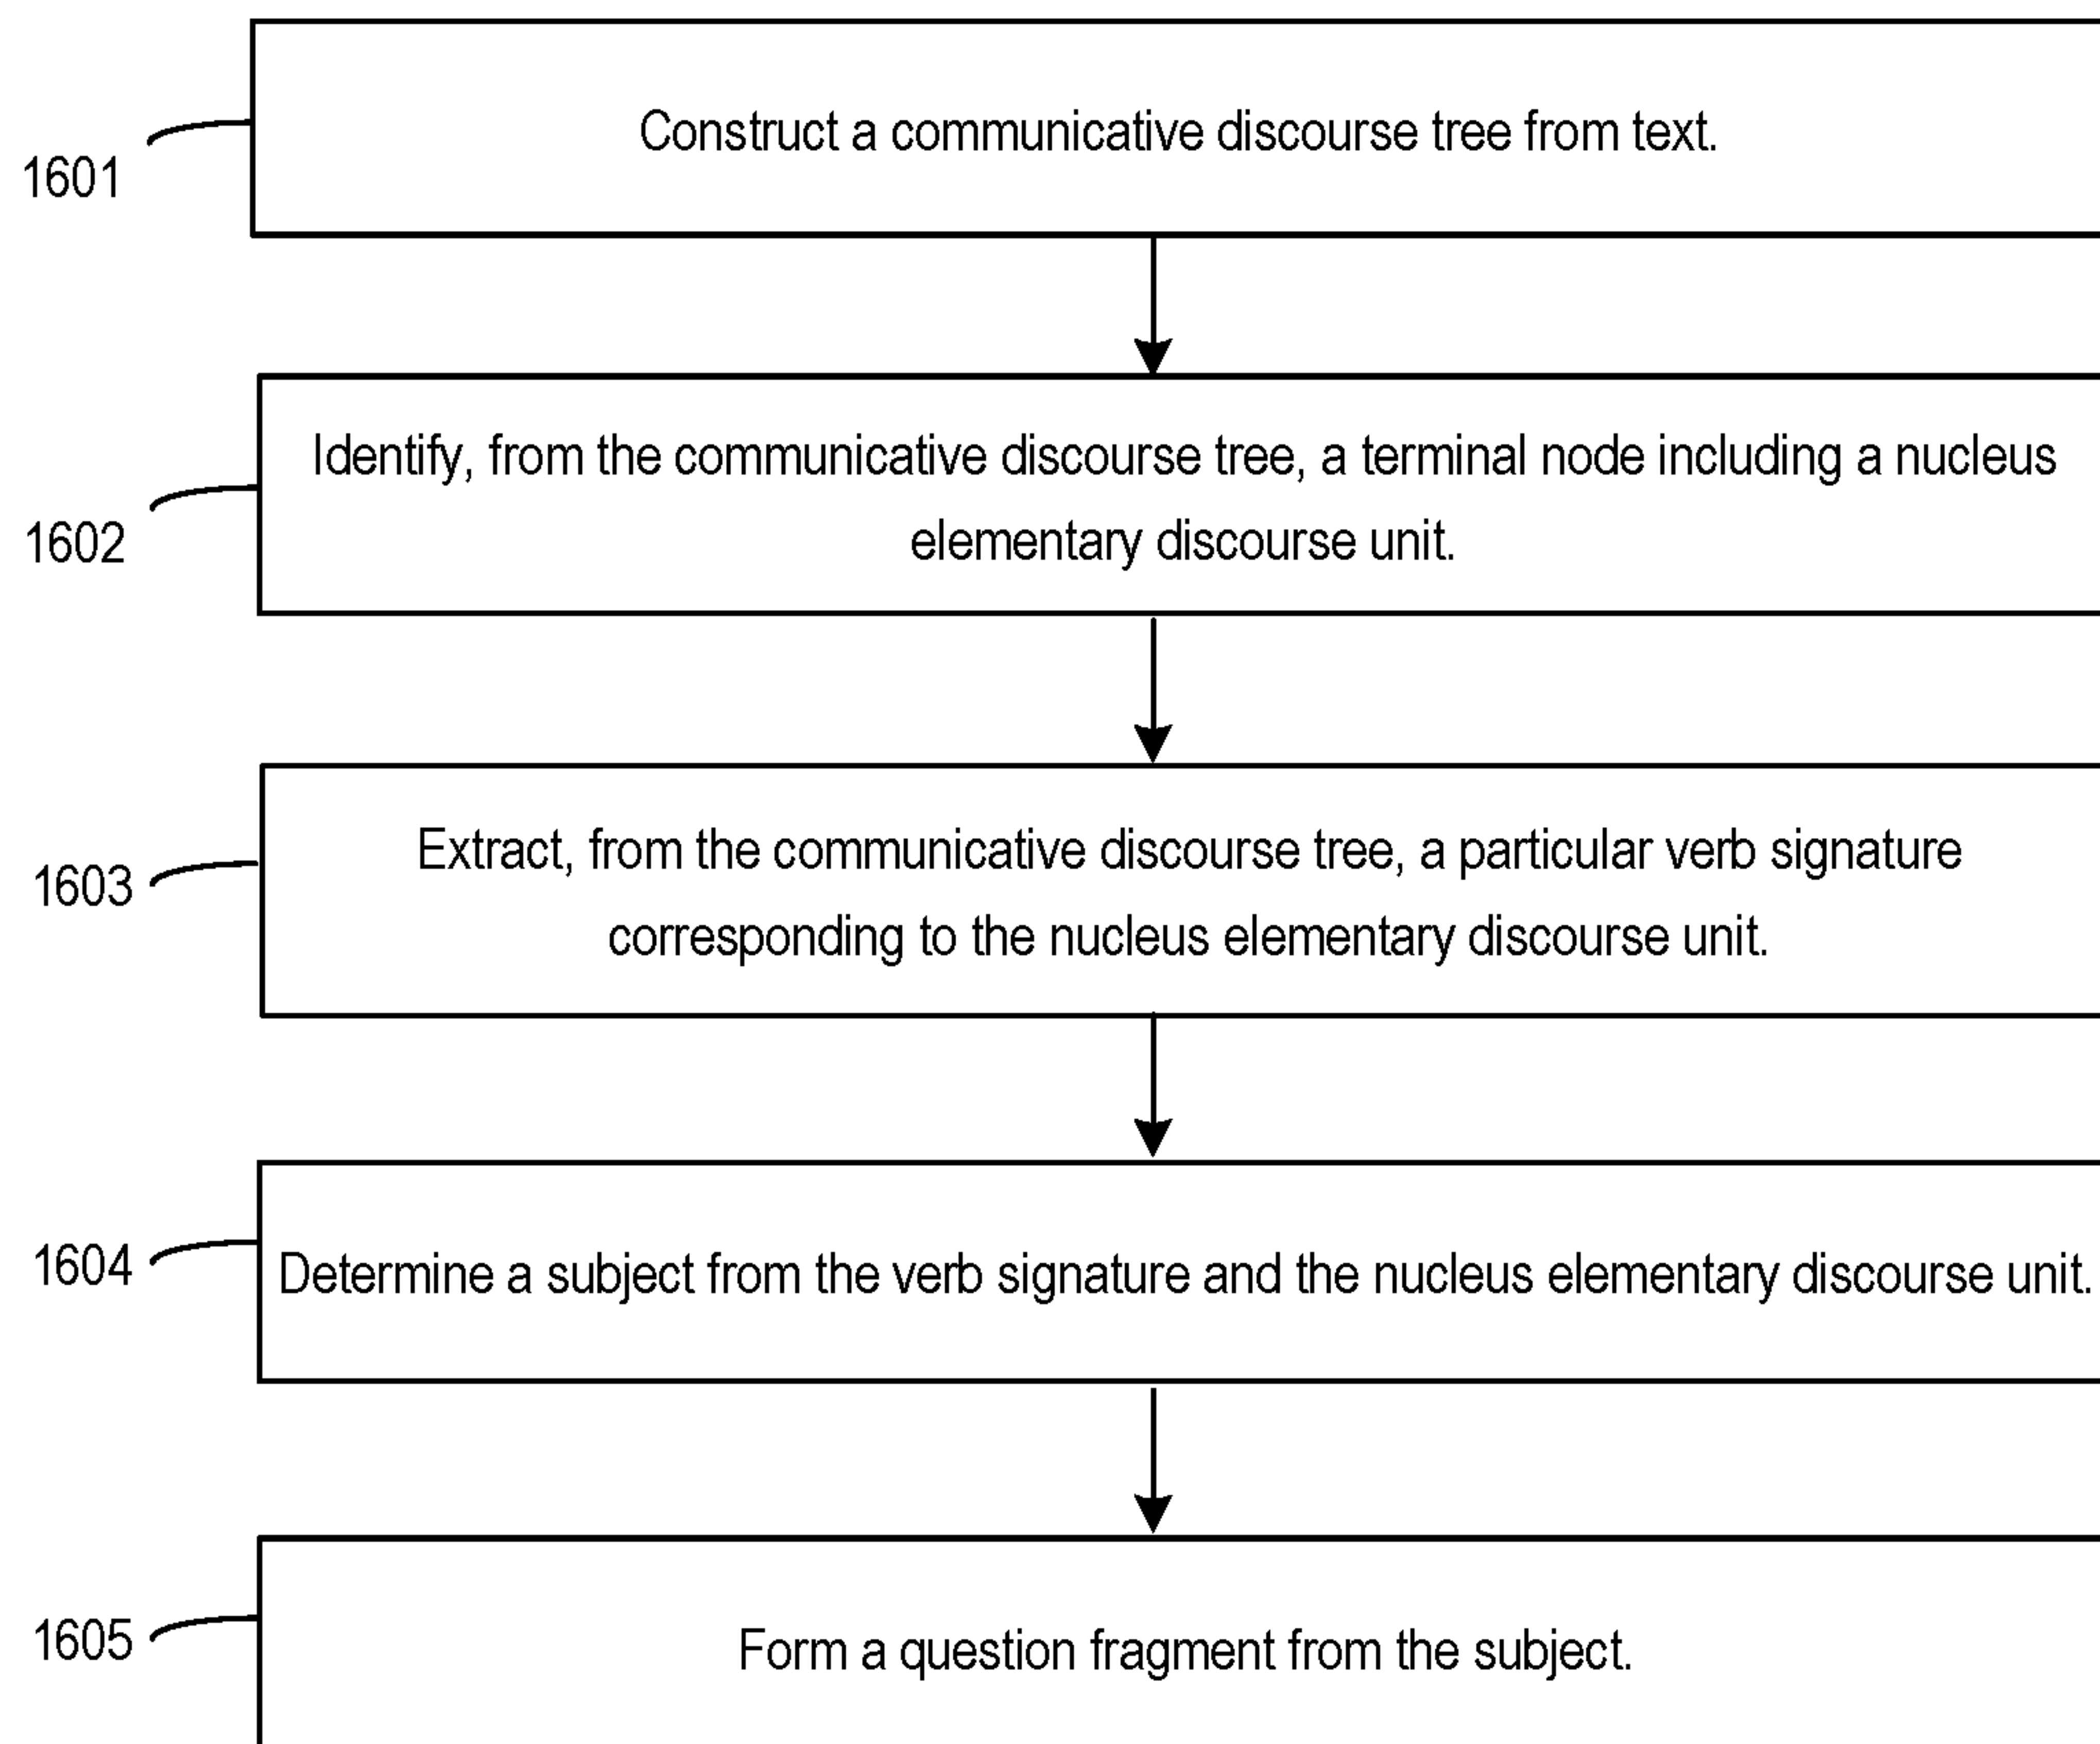 Construct a communicative discourse tree from text.
1601
Identify, from the communicative discourse tree, a terminal node including a nucleus
elementary discourse unit.
1602
Extract, from the communicative discourse tree, a particular verb signature
corresponding to the nucleus elementary discourse unit.
1603
Determine a subject from the verb signature and the nucleus elementary discourse unit.
1604
Form a question fragment from the subject.
1605